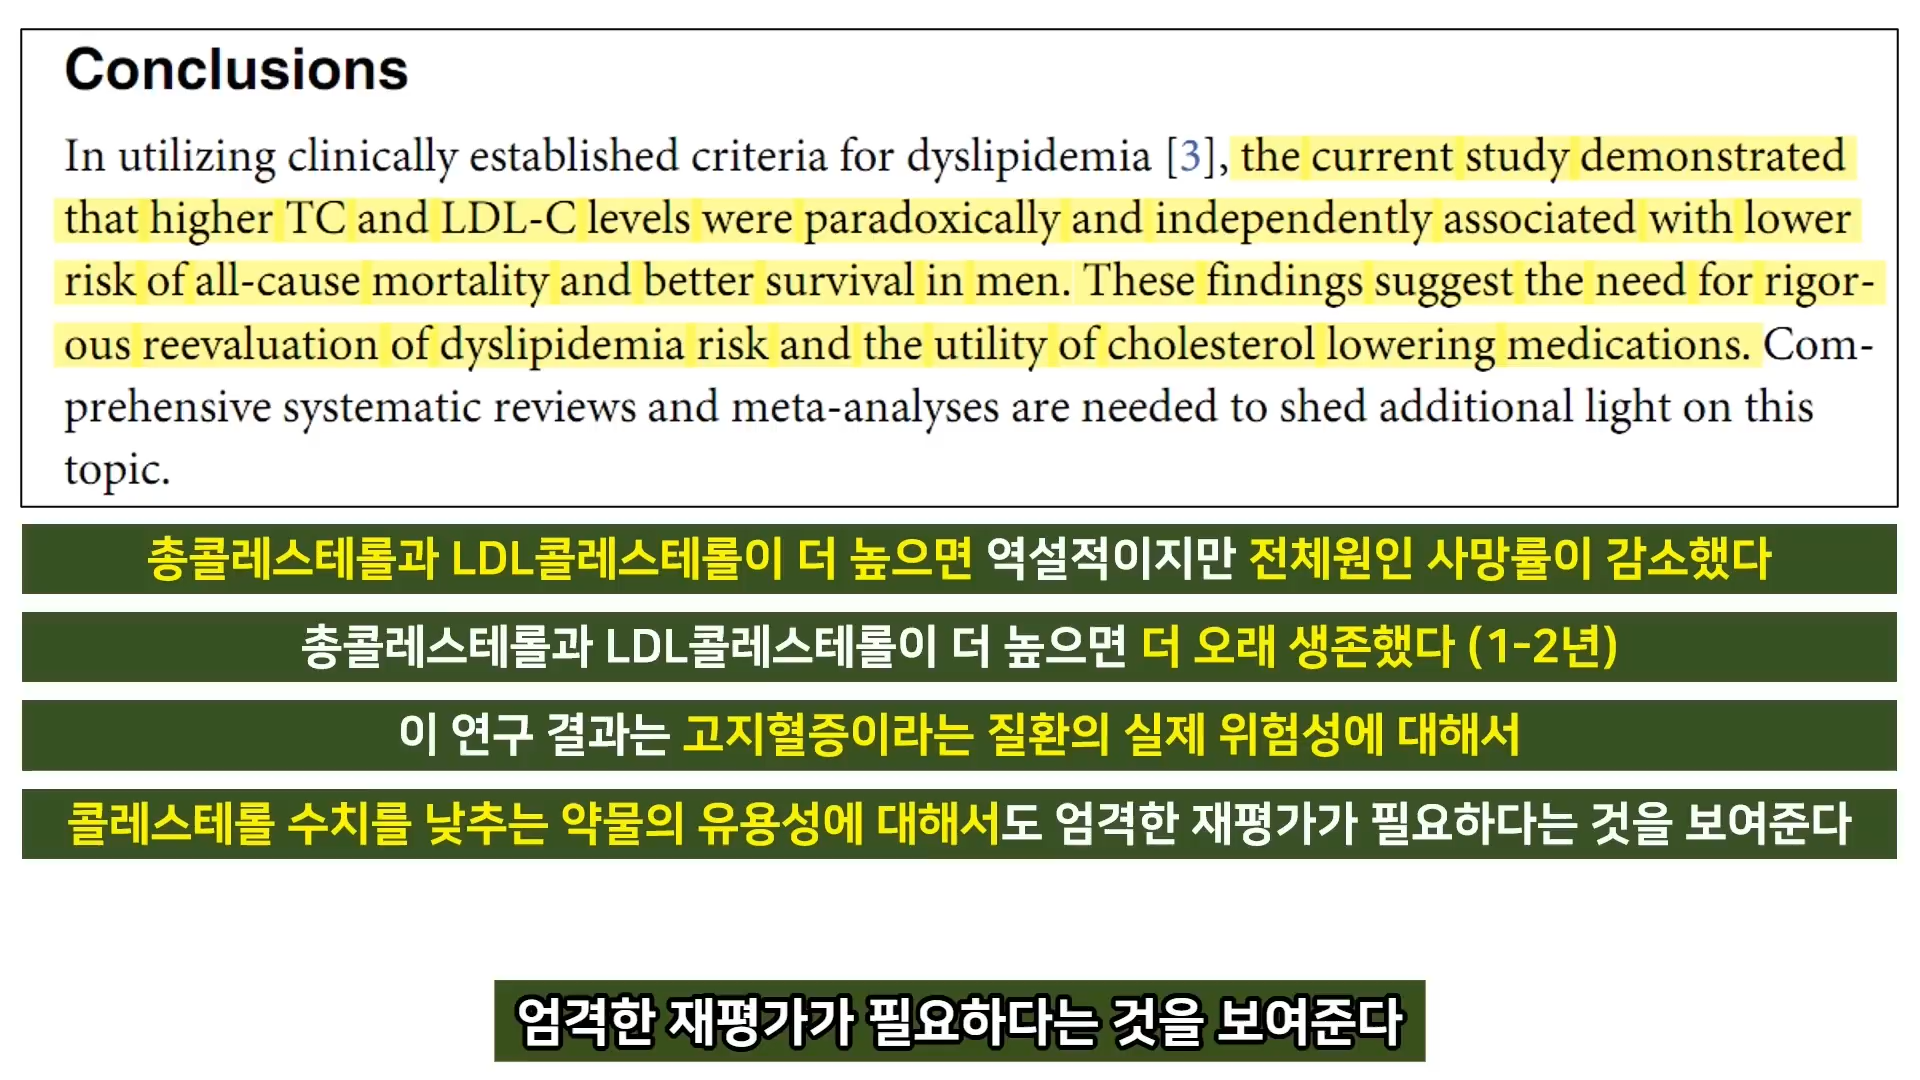 Conclusions
In utilizing clinically established criteria for dyslipidemia [3], the current study demonstrated
that higher TC and LDL-C levels were paradoxically and independently associated with lower
risk of all-cause mortality and better survival in men. These findings suggest the need for rigor-
ous reevaluation of dyslipidemia risk and the utility of cholesterol lowering medications. Com-
prehensive systematic reviews and meta-analyses are needed to shed additional light on this
topic.
총콜레스테롤과 LDL콜레스테롤이 더 높으면 역설적이지만 전체원인 사망률이 감소했다
총콜레스테롤과 LDL콜레스테롤이 더 높으면 더 오래 생존했다 (1-2년)
이 연구 결과는 고지혈증이라는 질환의 실제 위험성에 대해서
콜레스테롤 수치를 낮추는 약물의 유용성에 대해서도 엄격한 재평가가 필요하다는 것을 보여준다
엄격한 재평가가 필요하다는 것을 보여준다